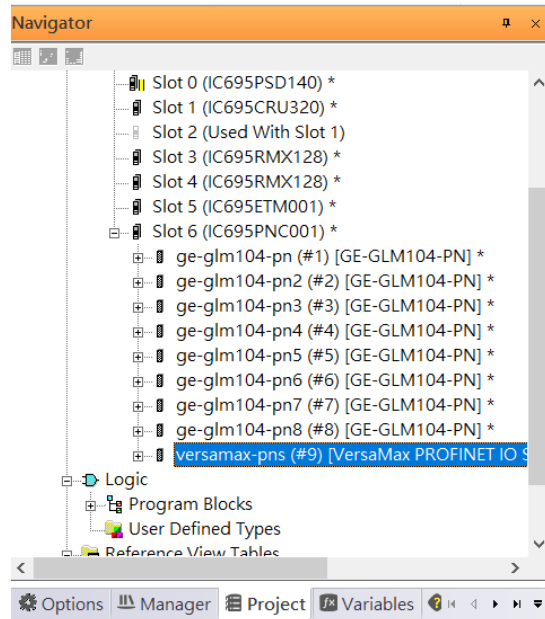 Navigator
Slot 0 (IC695PSD140) *
Slot 1 (IC695CRU320) *
Slot 2 (Used With Slot 1)
Slot 3 (IC695RMX128) *
Slot 4 (IC695RMX128) *
Slot 5 (IC695ETM001) *
Slot 6 (IC695PNC001) *
ge-glm104-pn (#1) [GE-GLM104-PN] *
ge-glm104-pn2 (#2) [GE-GLM104-PN] *
ge-glm104-pn3 (#3) [GE-GLM104-PN] *
ge-glm104-pn4 (#4) [GE-GLM104-PN] *
ge-glm104-pn5 (#5) [GE-GLM104-PN] *
ge-glm104-pn6 (#6) [GE-GLM104-PN] *
ge-glm104-pn7 (#7) [GE-GLM104-PN] *
ge-glm104-pn8 (#8) [GE-GLM104-PN] *
versamax-pns (#9) [VersaMax PROFINET IO S
Logic
Program Blocks
User Defined Types
Reference View Tables
Options Manager Project Variables